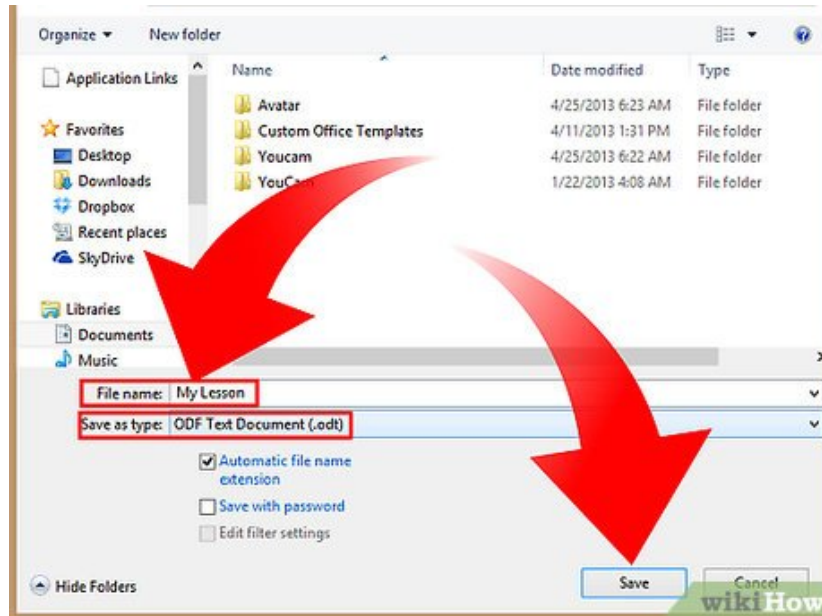 Organize New folder
Application Links
Name Date modified Type
Avatar 4/25/2013 6:23 AM File folder
Favorites
Custom Office Templates 4/11/2013 1:31 PM File folder
Desktop
Youcam 4/25/2013 6:22 AM File folder
Downloads
YouCam 1/22/2013 4:08 AM File folder
Dropbox
Recent places
SkyDrive
Libraries
Documents
Music
File name: My Lesson
Save as type: ODF Text Document (.odt)
Automatic file name
extension
Save with password
Edit filter settings
Hide Folders Save Cancel
wikiHow